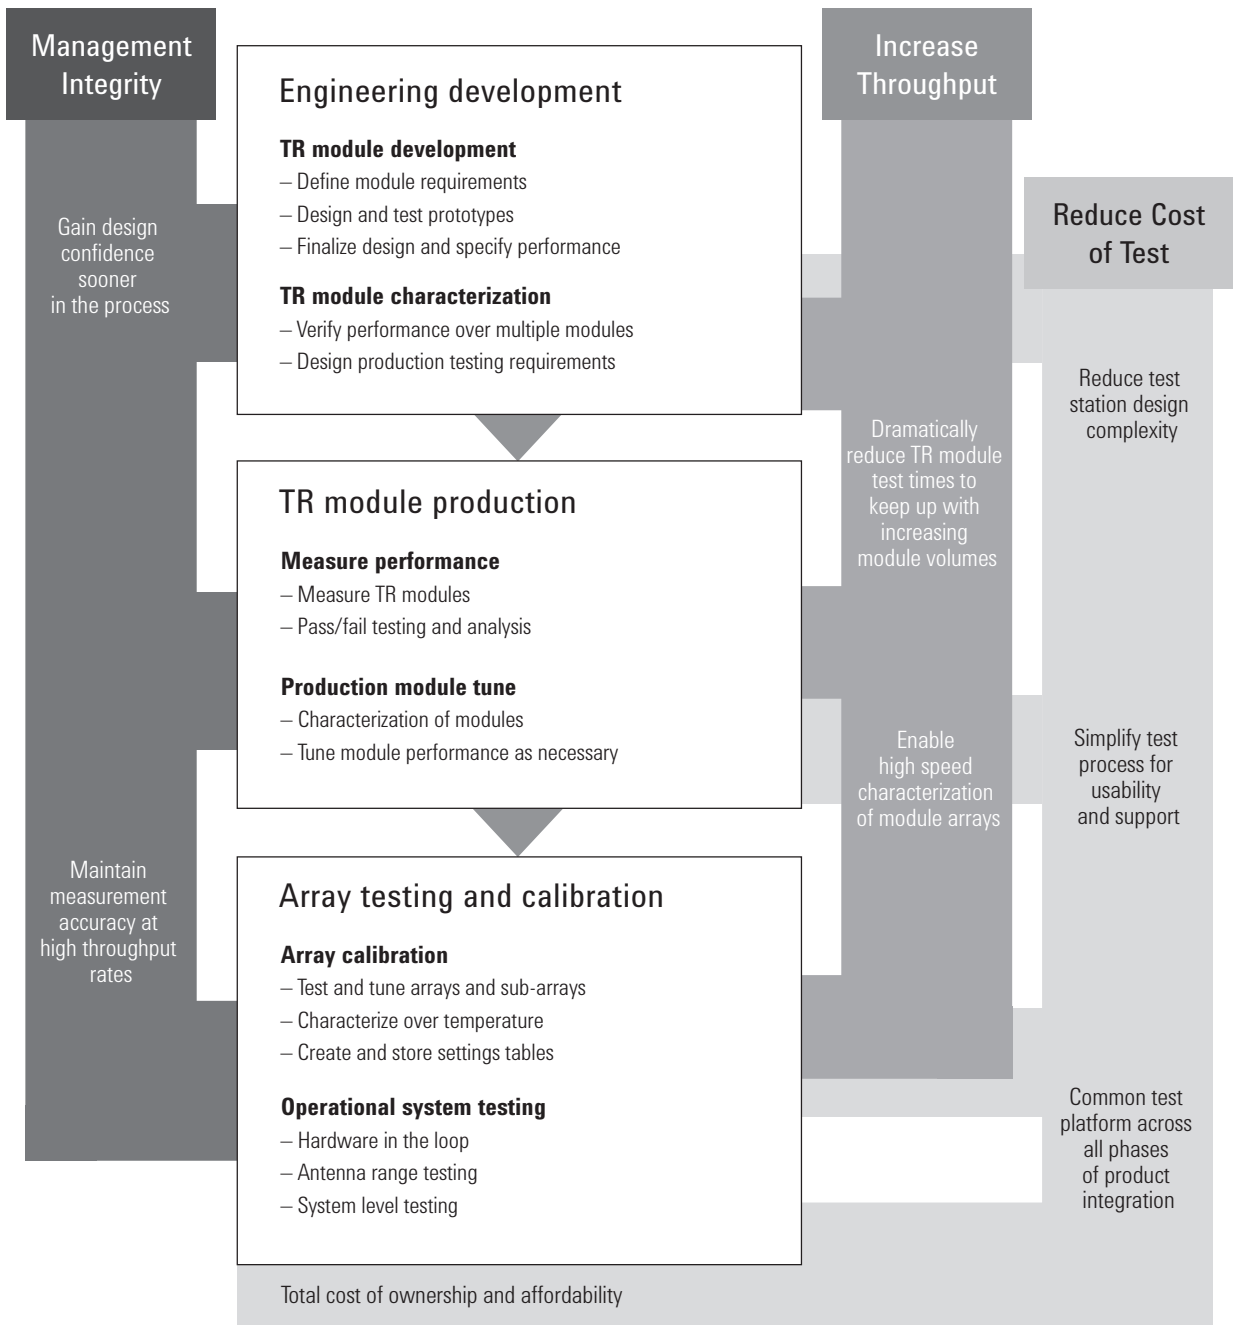 Management
Integrity
Gain design
confidence
sooner
in the process
Maintain
measurement
accuracy at
high throughput
rates
Engineering development
TR module development
– Define module requirements
– Design and test prototypes
– Finalize design and specify performance
TR module characterization
– Verify performance over multiple modules
– Design production testing requirements
TR module production
Measure performance
– Measure TR modules
– Pass/fail testing and analysis
Production module tune
– Characterization of modules
– Tune module performance as necessary
Array testing and calibration
Array calibration
– Test and tune arrays and sub-arrays
– Characterize over temperature
– Create and store settings tables
Operational system testing
– Hardware in the loop
– Antenna range testing
– System level testing
Total cost of ownership and affordability
Increase
Throughput
Dramatically
reduce TR module
test times to
keep up with
increasing
module volumes
Enable
high speed
characterization
of module arrays
Reduce Cost
of Test
Reduce test
station design
complexity
Simplify test
process for
usability
and support
Common test
platform across
all phases
of product
integration